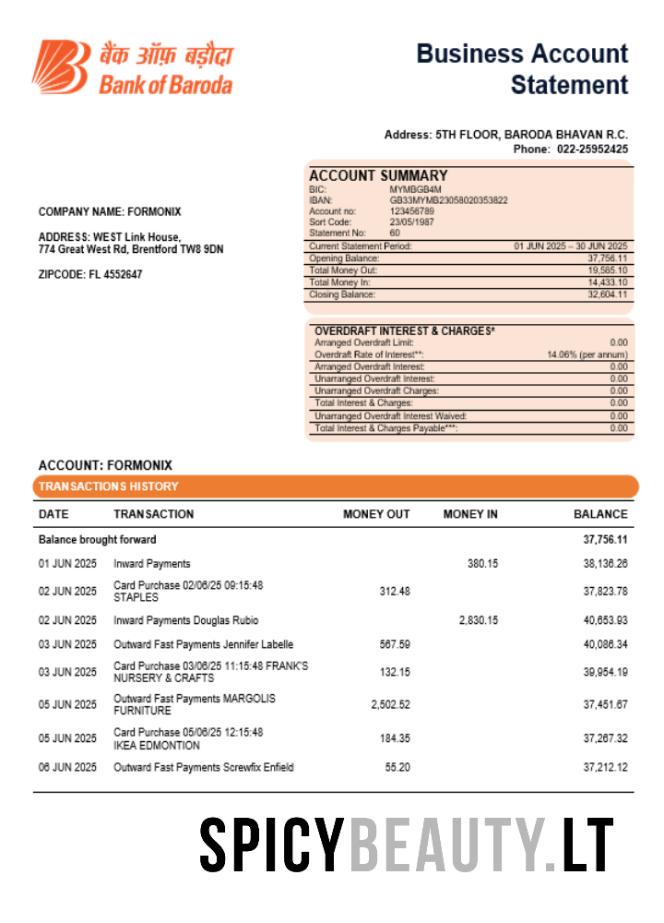 बैंक ऑफ़ बड़ौदा
Bank of Baroda
Business Account
Statement
Address: 5TH FLOOR, BARODA BHAVAN R.C.
Phone: 022-25952425
COMPANY NAME: FORMONIX
ADDRESS: WEST Link House,
774 Great West Rd, Brentford TW8 9DN
ZIPCODE: FL 4552647
ACCOUNT SUMMARY
BIC: MYMBGB4M
IBAN: GB33MYMB23058020353822
Account no: 123456789
Sort Code: 23/05/1987
Statement No: 60
Current Statement Period: 01 JUN 2025 – 30 JUN 2025
Opening Balance: 37,756.11
Total Money Out: 19,585.10
Total Money In: 14,433.10
Closing Balance: 32,604.11
OVERDRAFT INTEREST & CHARGES*
Arranged Overdraft Limit: 0.00
Overdraft Rate of Interest**: 14.06% (per annum)
Arranged Overdraft Interest: 0.00
Unarranged Overdraft Interest: 0.00
Unarranged Overdraft Charges: 0.00
Total Interest & Charges: 0.00
Unarranged Overdraft Interest Waived: 0.00
Total Interest & Charges Payable***: 0.00
ACCOUNT: FORMONIX
TRANSACTIONS HISTORY
DATE TRANSACTION MONEY OUT MONEY IN BALANCE
Balance brought forward 37,756.11
01 JUN 2025 Inward Payments 380.15 38,136.26
02 JUN 2025 Card Purchase 02/06/25 09:15:48 312.48 37,823.78
STAPLES
02 JUN 2025 Inward Payments Douglas Rubio 2,830.15 40,653.93
03 JUN 2025 Outward Fast Payments Jennifer Labelle 567.59 40,086.34
03 JUN 2025 Card Purchase 03/06/25 11:15:48 FRANK'S 132.15 39,954.19
NURSERY & CRAFTS
05 JUN 2025 Outward Fast Payments MARGOLIS 2,502.52 37,451.67
FURNITURE
05 JUN 2025 Card Purchase 05/06/25 12:15:48 184.35 37,267.32
IKEA EDMONTION
06 JUN 2025 Outward Fast Payments Screwfix Enfield 55.20 37,212.12
SPICYBEAUTY.LT